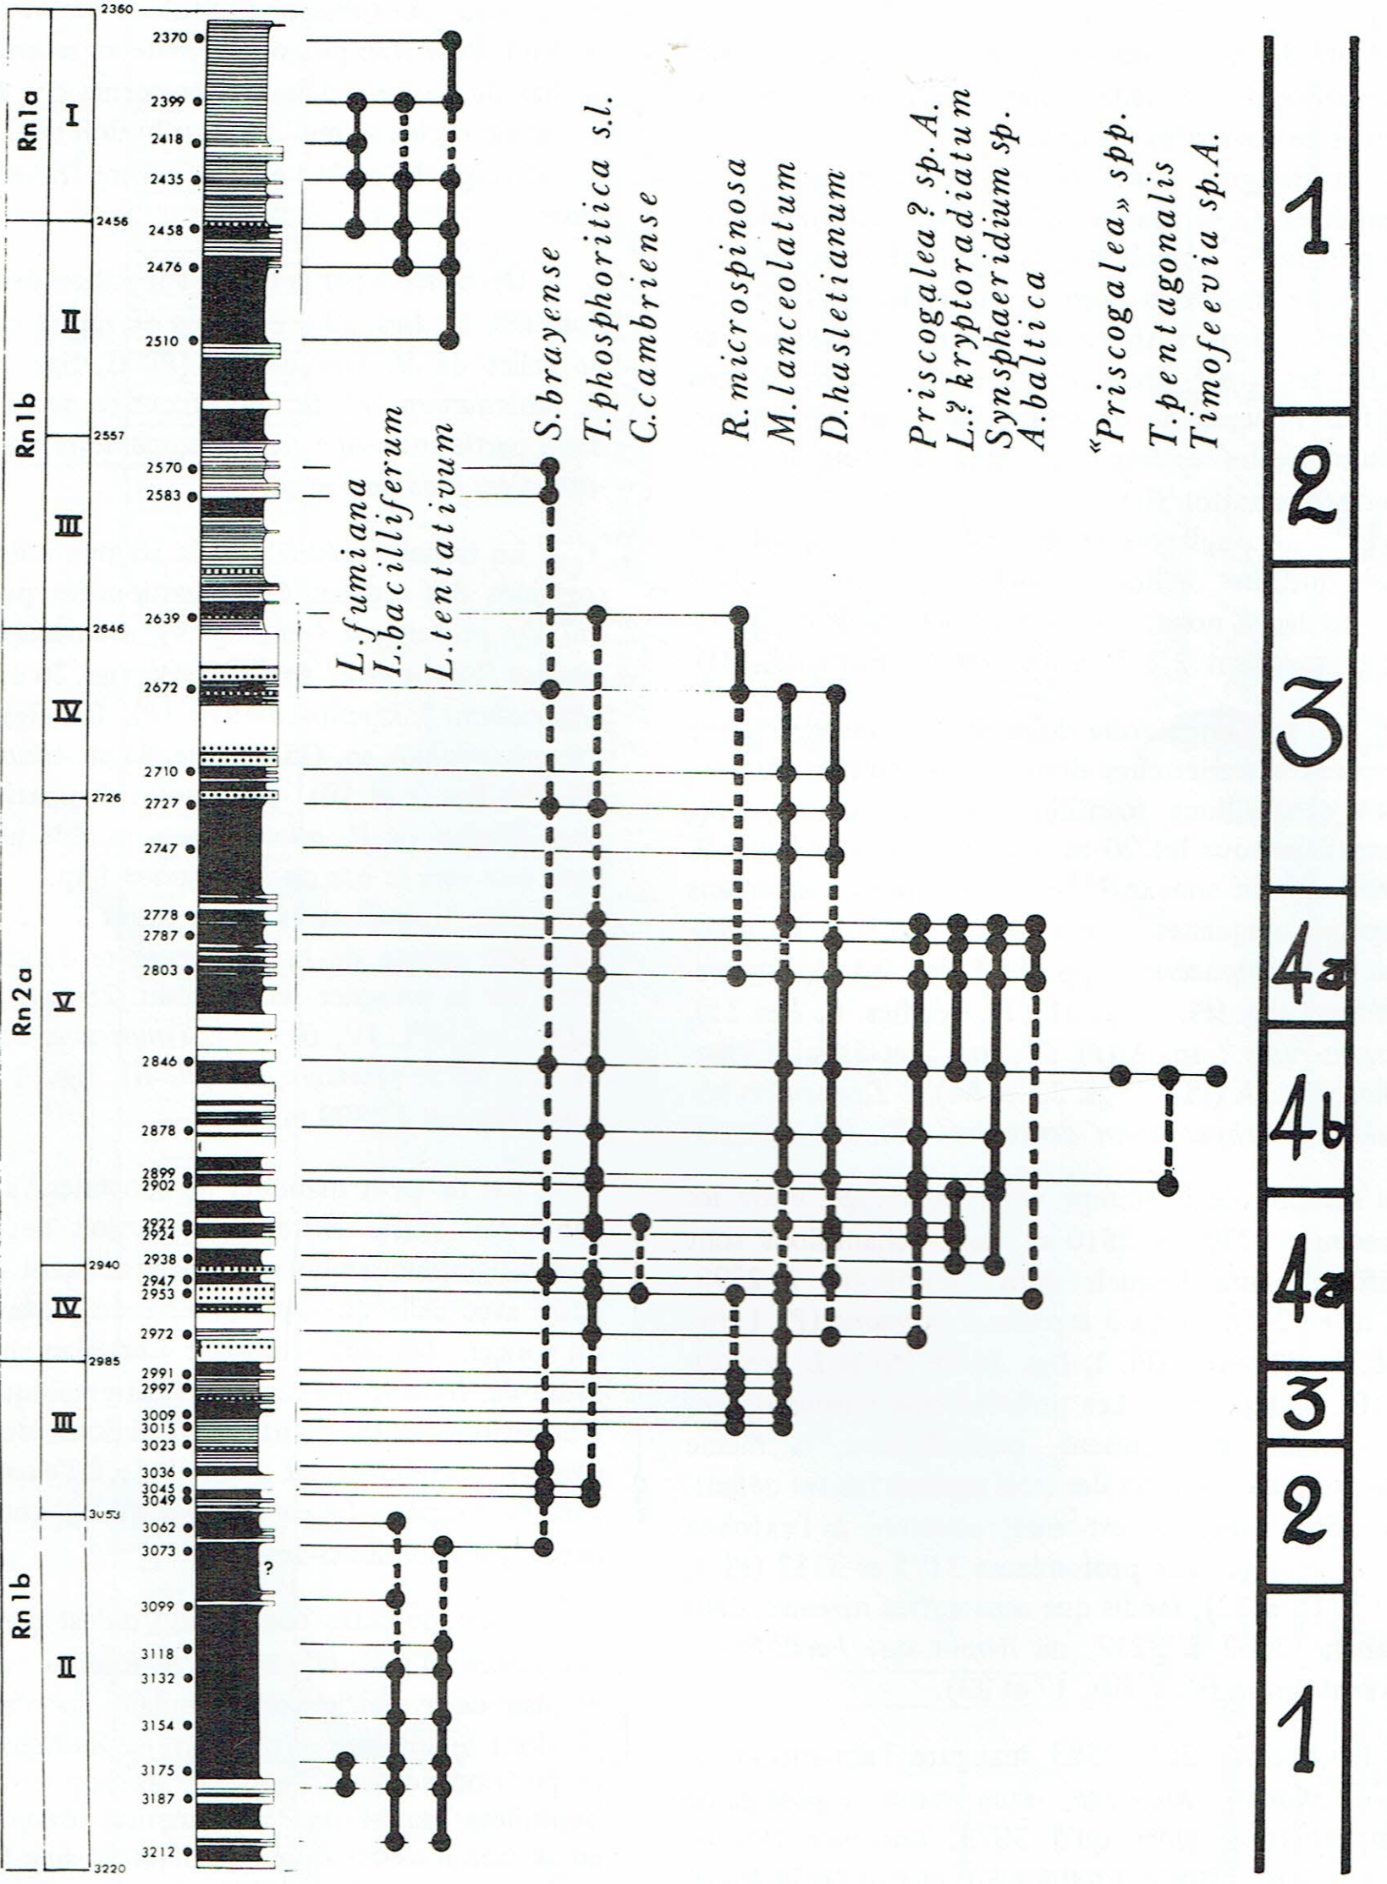 2360
2370
2399
2418
2435
2456
2458
2476
2510
2557
2570
2583
2639
2646
2672
2710
2726
2727
2747
2778
2787
2803
2846
2878
2899
2902
2922
2924
2938
2940
2947
2953
2972
2985
2991
2997
3009
3015
3023
3036
3045
3049
3053
3062
3073
?
3099
3118
3132
3154
3175
3187
3212
3220
Rn1a
Rn1b
Rn2a
Rn1b
I
II
III
IV
V
IV
III
II
L.fumiana
L.bacilliferum
L.tentativum
S.brayense
T.phosphoritica s.l.
C.cambriense
R.microspinosa
M.lanceolatum
D.hasletianum
Priscogalea? sp. A.
L.? kryptoradiatum
Synsphaeridium sp.
A.baltica
«Priscogalea» spp.
T.pentagonalis
Timofeevia sp.A.
1
2
3
4a
4b
4a
3
2
1